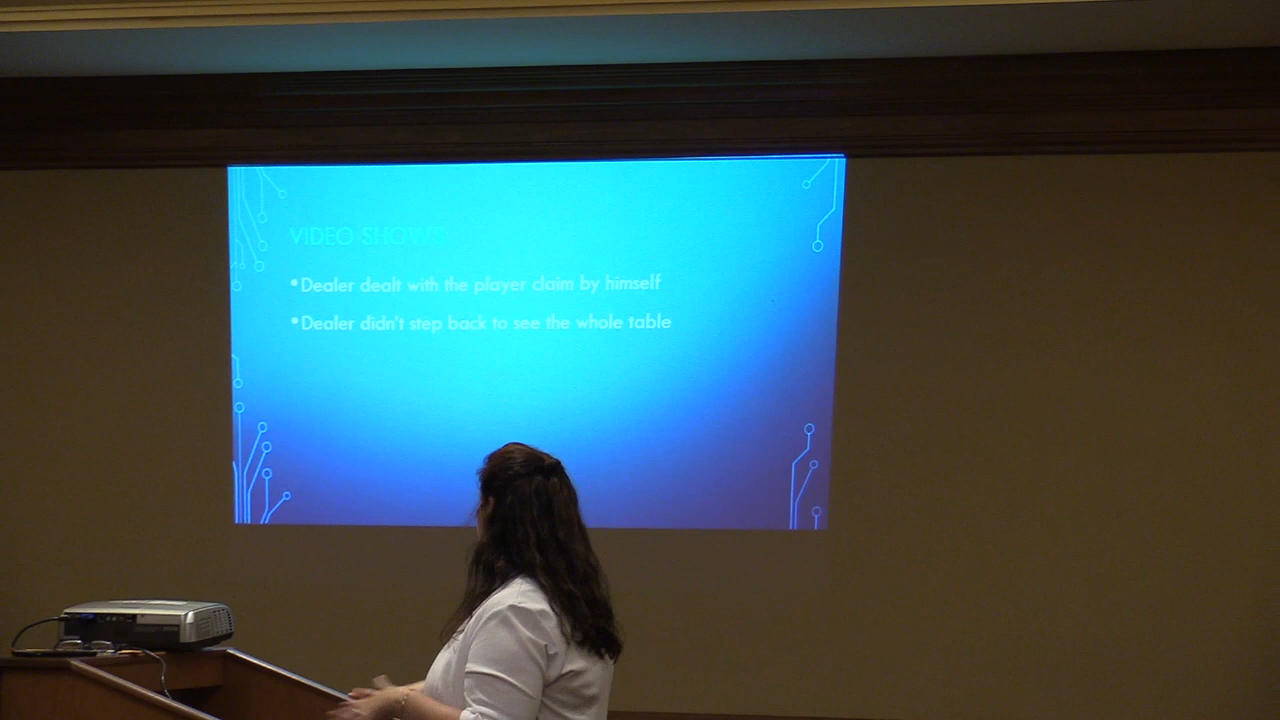 VIDEO SHOWS
•Dealer dealt with the player claim by himself
•Dealer didn't step back to see the whole table